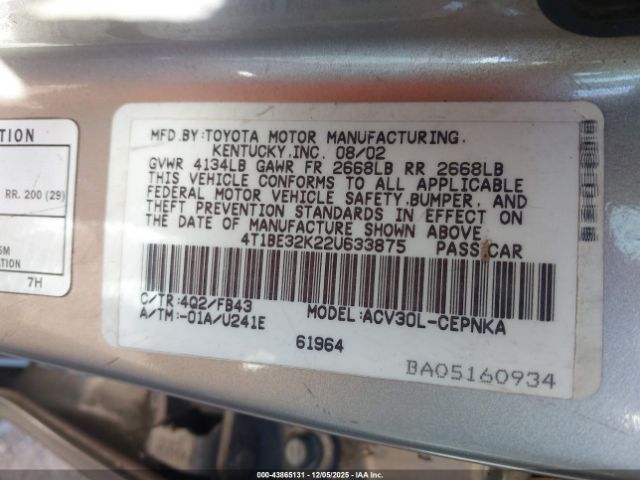 MFD.BY:TOYOTA MOTOR MANUFACTURING.
KENTUCKY,INC. 08/02
GVWR 4134LB GAWR FR 2668LB RR 2668LB
THIS VEHICLE CONFORMS TO ALL APPLICABLE
FEDERAL MOTOR VEHICLE SAFETY,BUMPER, AND
THEFT PREVENTION STANDARDS IN EFFECT ON
THE DATE OF MANUFACTURE SHOWN ABOVE
4T1BE32K22U633875 PASS.CAR
C/TR:4Q2/FB43 MODEL:ACV30L-CEPNKA
A/TM:-01A/U241E
61964
BA05160934
RR. 200 (29)
7H
000-43865131 - 12/05/2025 - IAA Inc.